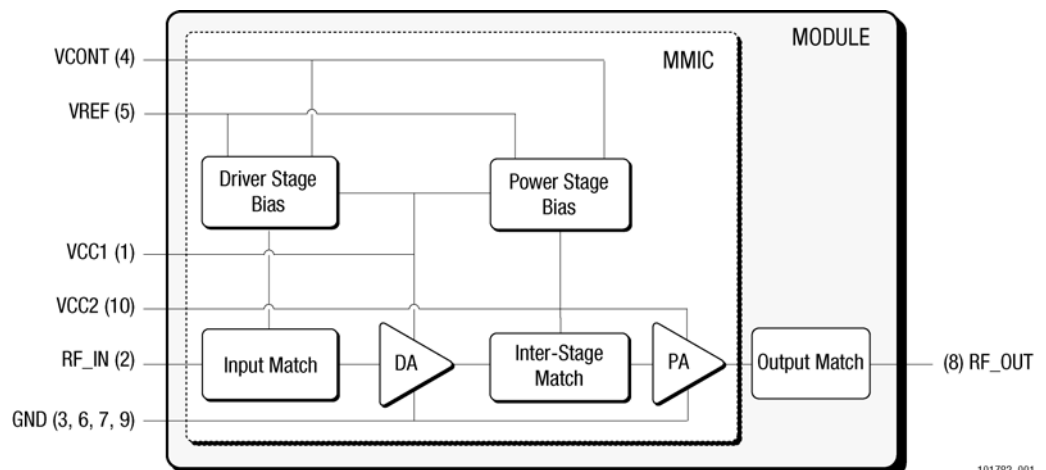 MODULE
MMIC
VCONT (4)
VREF (5)
Driver Stage
Bias
Power Stage
Bias
VCC1 (1)
VCC2 (10)
RF_IN (2)
Input Match
DA
Inter-Stage
Match
PA
Output Match
(8) RF_OUT
GND (3, 6, 7, 9)